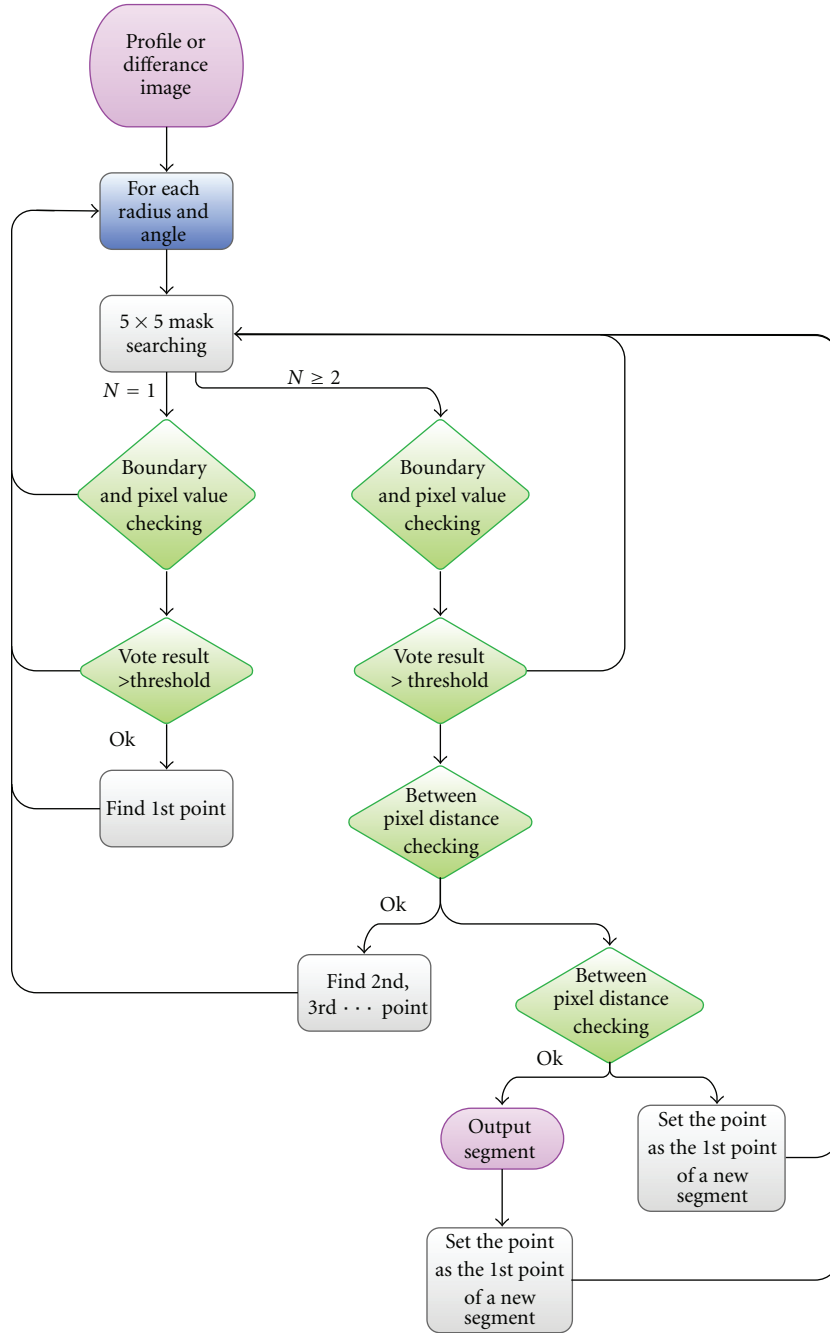 Profile or
differance
image
For each
radius and
angle
5 × 5 mask
searching
N = 1
N ≥ 2
Boundary
and pixel value
checking
Boundary
and pixel value
checking
Vote result
>threshold
Vote result
> threshold
Ok
Find 1st point
Between
pixel distance
checking
Ok
Find 2nd,
3rd · · · point
Between
pixel distance
checking
Ok
Output
segment
Set the point
as the 1st point
of a new
segment
Set the point
as the 1st point
of a new
segment